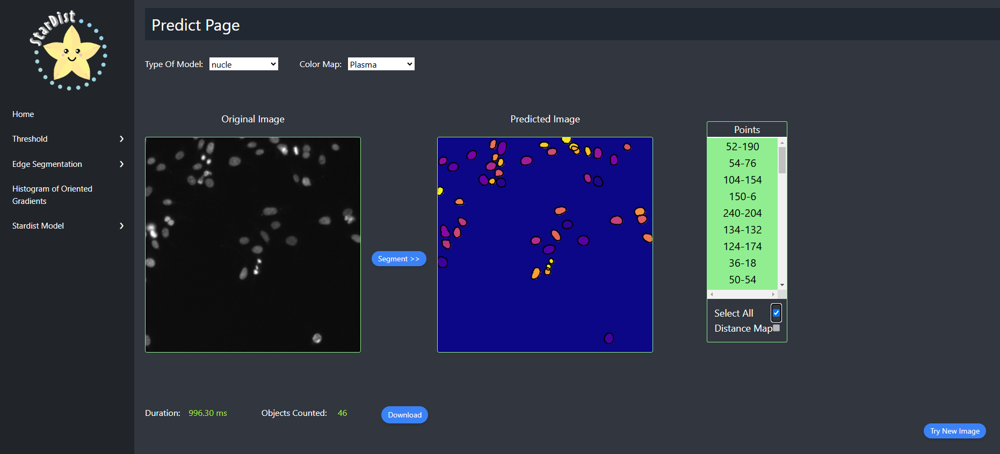 StarDist
Predict Page
Type Of Model: nucle Color Map: Plasma
Home
Threshold
Edge Segmentation
Histogram of Oriented
Gradients
Stardist Model
Original Image
Predicted Image
Segment >>
Points
52-190
54-76
104-154
150-6
240-204
134-132
124-174
36-18
50-54
Select All
Distance Map
Duration: 996.30 ms Objects Counted: 46 Download
Try New Image